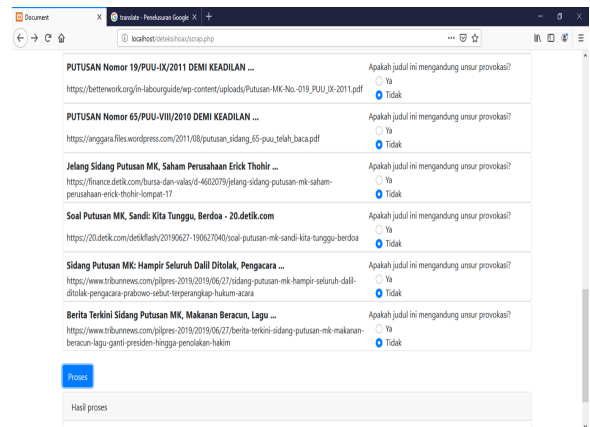 Document
translate - Penelusuran Google
localhost/deteksihoax/scrap.php
PUTUSAN Nomor 19/PUU-IX/2011 DEMI KEADILAN ...
Apakah judul ini mengandung unsur provokasi?
https://betterwork.org/in-labourguide/wp-content/uploads/Putusan-MK-No.-019_PUU_IX-2011.pdf
Ya
Tidak
PUTUSAN Nomor 65/PUU-VIII/2010 DEMI KEADILAN ...
Apakah judul ini mengandung unsur provokasi?
https://anggara.files.wordpress.com/2011/08/putusan_sidang_65-puu_telah_baca.pdf
Ya
Tidak
Jelang Sidang Putusan MK, Saham Perusahaan Erick Thohir ...
Apakah judul ini mengandung unsur provokasi?
https://finance.detik.com/bursa-dan-valas/d-4602079/jelang-sidang-putusan-mk-saham-
perusahaan-erick-thohir-lompat-17
Ya
Tidak
Soal Putusan MK, Sandi: Kita Tunggu, Berdoa - 20.detik.com
Apakah judul ini mengandung unsur provokasi?
https://20.detik.com/detikflash/20190627-190627040/soal-putusan-mk-sandi-kita-tunggu-berdoa
Ya
Tidak
Sidang Putusan MK: Hampir Seluruh Dalil Ditolak, Pengacara ...
Apakah judul ini mengandung unsur provokasi?
https://www.tribunnews.com/pilpres-2019/2019/06/27/sidang-putusan-mk-hampir-seluruh-dalil-
ditolak-pengacara-prabowo-sebut-terperangkap-hukum-acara
Ya
Tidak
Berita Terkini Sidang Putusan MK, Makanan Beracun, Lagu ...
Apakah judul ini mengandung unsur provokasi?
https://www.tribunnews.com/pilpres-2019/2019/06/27/berita-terkini-sidang-putusan-mk-makanan-
beracun-lagu-ganti-presiden-hingga-penolakan-hakim
Ya
Tidak
Proses
Hasil proses